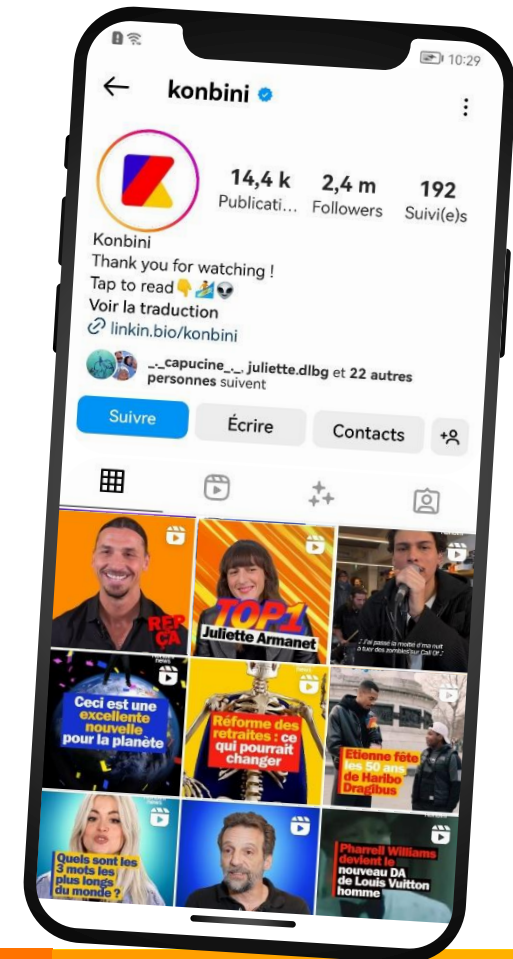 10:29
konbini
14,4 k
2,4 m
192
Publicati...
Followers
Suivi(e)s
Konbini
Thank you for watching !
Tap to read👇🏄👽
Voir la traduction
linkin.bio/konbini
_._capucine_._, juliette.dlbg et 22 autres
personnes suivent
Suivre
Écrire
Contacts
REP
ÇA
TOP1
Juliette Armanet
♪ J'ai passé la moitié d'ma nuit
à tuer des zombies sur Call Of ♪
news
Ceci est une
excellente
nouvelle
pour la planète
Réforme des
retraites : ce
qui pourrait
changer
Etienne fête
les 50 ans
de Haribo
Dragibus
news
Quels sont les
3 mots les
plus longs
du monde ?
Pharrell Williams
devient le
nouveau DA
de Louis Vuitton
homme